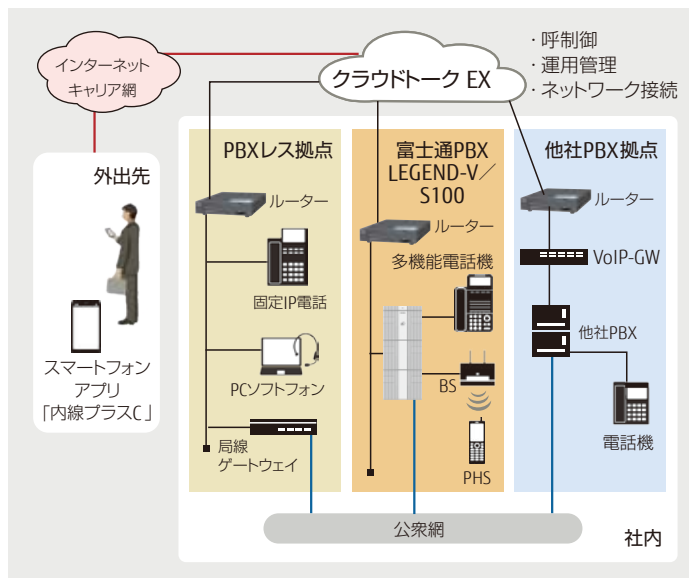 インターネット
キャリア網
クラウドトーク EX
・呼制御
・運用管理
・ネットワーク接続
外出先
スマートフォン
アプリ
「内線プラスC」
PBXレス拠点
ルーター
固定IP電話
PCソフトフォン
局線
ゲートウェイ
富士通PBX
LEGEND-V／
S100
ルーター
多機能電話機
BS
PHS
他社PBX拠点
ルーター
VoIP-GW
他社PBX
電話機
公衆網
社内